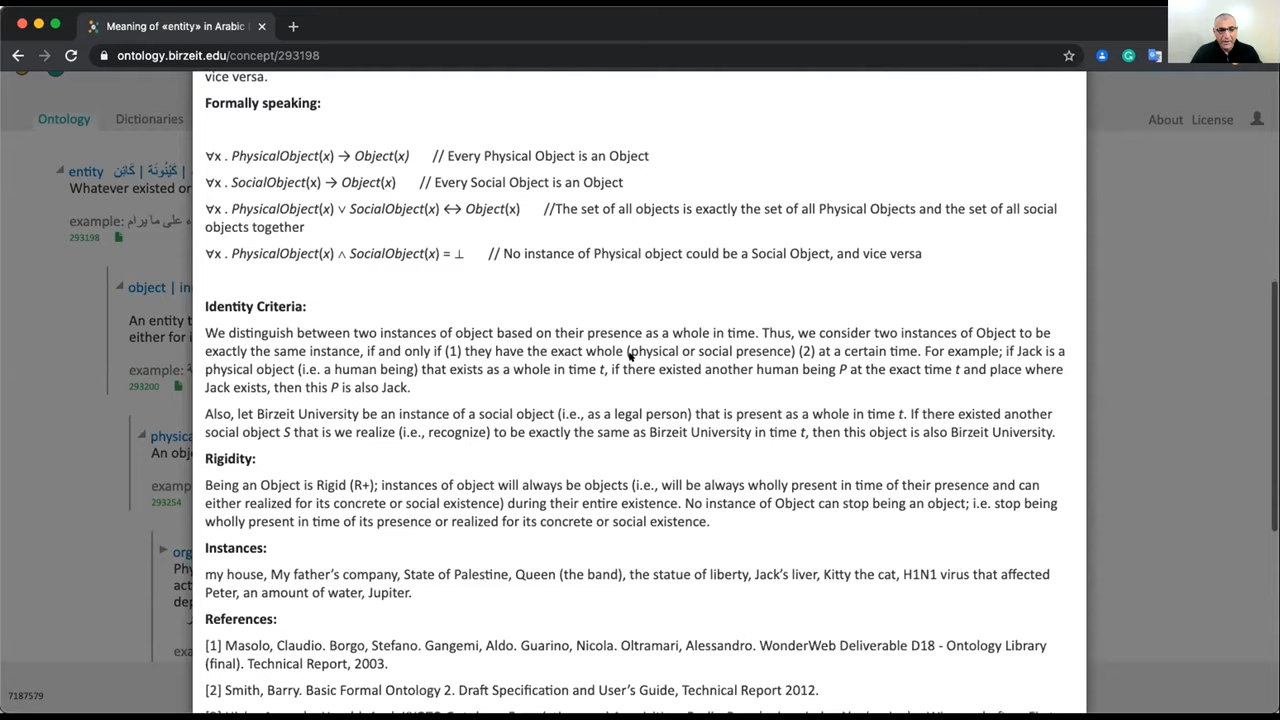 Meaning of «entity» in Arabic
ontology.birzeit.edu/concept/293198
Ontology
Dictionaries
About
License
entity كَيْنُونَة | كَائِن |
Whatever existed or
example: ء على ما يرام
293198
object | in
An entity t
either for i
293200
physica
An obj
examp
293254
org
Phy
act
dep
exa
7187579
vice versa.
Formally speaking:
∀x . PhysicalObject(x) → Object(x) // Every Physical Object is an Object
∀x . SocialObject(x) → Object(x) // Every Social Object is an Object
∀x . PhysicalObject(x) ∨ SocialObject(x) ↔ Object(x) //The set of all objects is exactly the set of all Physical Objects and the set of all social
objects together
∀x . PhysicalObject(x) ∧ SocialObject(x) = ⊥ // No instance of Physical object could be a Social Object, and vice versa
Identity Criteria:
We distinguish between two instances of object based on their presence as a whole in time. Thus, we consider two instances of Object to be
exactly the same instance, if and only if (1) they have the exact whole (physical or social presence) (2) at a certain time. For example; if Jack is a
physical object (i.e. a human being) that exists as a whole in time t, if there existed another human being P at the exact time t and place where
Jack exists, then this P is also Jack.
Also, let Birzeit University be an instance of a social object (i.e., as a legal person) that is present as a whole in time t. If there existed another
social object S that is we realize (i.e., recognize) to be exactly the same as Birzeit University in time t, then this object is also Birzeit University.
Rigidity:
Being an Object is Rigid (R+); instances of object will always be objects (i.e., will be always wholly present in time of their presence and can
either realized for its concrete or social existence) during their entire existence. No instance of Object can stop being an object; i.e. stop being
wholly present in time of its presence or realized for its concrete or social existence.
Instances:
my house, My father's company, State of Palestine, Queen (the band), the statue of liberty, Jack's liver, Kitty the cat, H1N1 virus that affected
Peter, an amount of water, Jupiter.
References:
[1] Masolo, Claudio. Borgo, Stefano. Gangemi, Aldo. Guarino, Nicola. Oltramari, Alessandro. WonderWeb Deliverable D18 - Ontology Library
(final). Technical Report, 2003.
[2] Smith, Barry. Basic Formal Ontology 2. Draft Specification and User's Guide, Technical Report 2012.